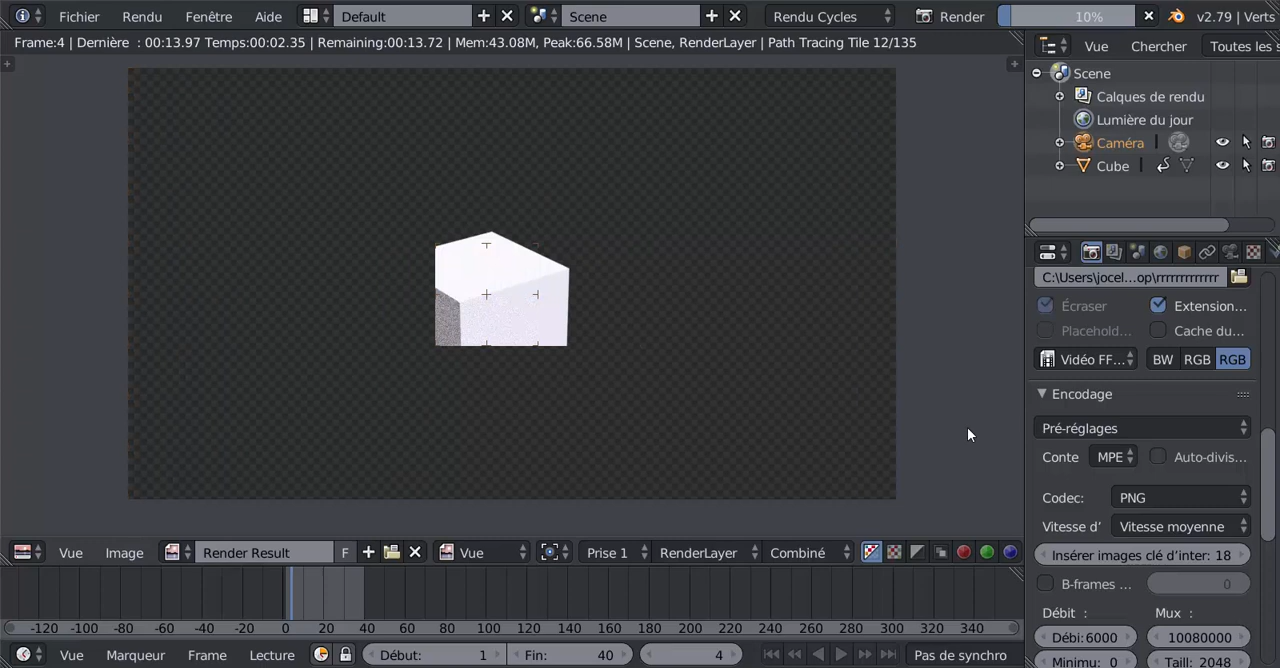 Fichier Rendu Fenêtre Aide Default Scene Rendu Cycles Render 10% v2.79 | Verts
Frame:4 | Dernière : 00:13.97 Temps:00:02.35 | Remaining:00:13.72 | Mem:43.08M, Peak:66.58M | Scene, RenderLayer | Path Tracing Tile 12/135
Vue Chercher Toutes les s
Scene
Calques de rendu
Lumière du jour
Caméra
Cube
C:\Users\jocel...op\rrrrrrrrrrrr
Écraser Extension...
Placehold... Cache du...
Vidéo FF... BW RGB RGB
Encodage
Pré-réglages
Conte MPE Auto-divis...
Codec: PNG
Vitesse d' Vitesse moyenne
Insérer images clé d'inter: 18
B-frames ... 0
Débit : Mux :
Débi: 6000 10080000
Minimu: 0 Taill: 2048
Vue Image Render Result F Vue Prise 1 RenderLayer Combiné
-120 -100 -80 -60 -40 -20 0 20 40 60 80 100 120 140 160 180 200 220 240 260 280 300 320 340
Vue Marqueur Frame Lecture Début: 1 Fin: 40 4 Pas de synchro